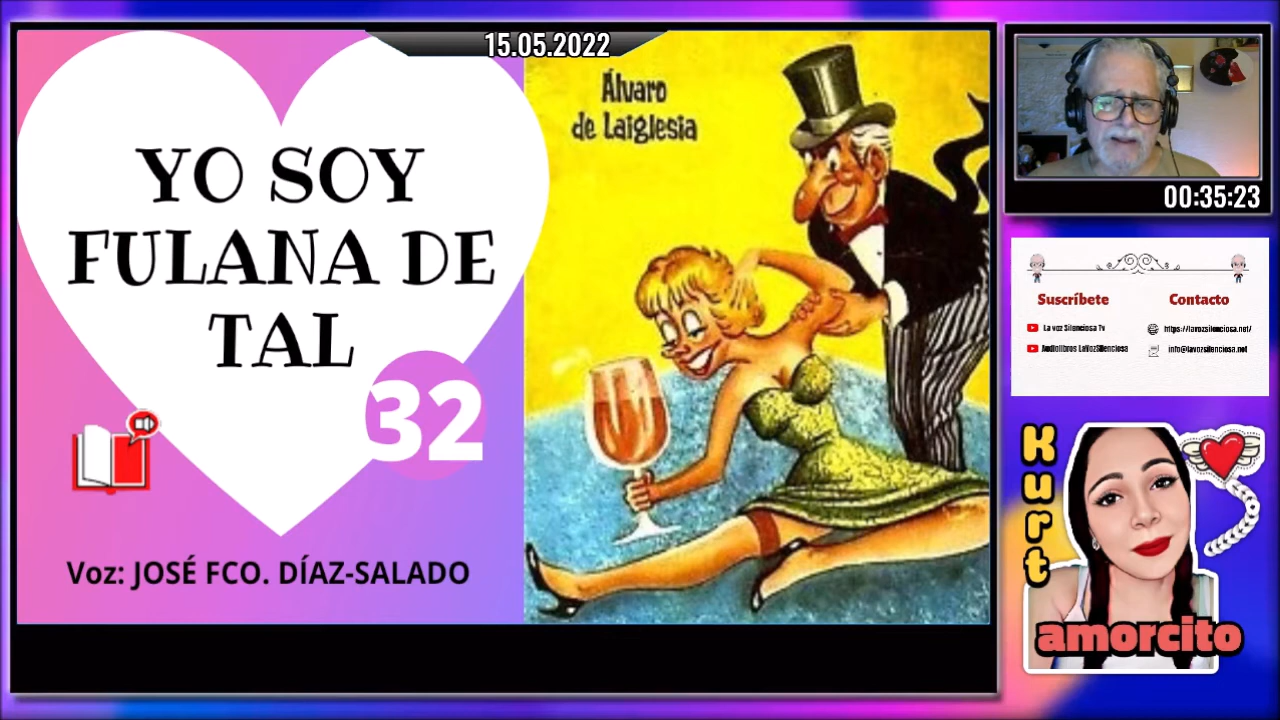 15.05.2022
YO SOY
FULANA DE
TAL
32
Voz: JOSÉ FCO. DÍAZ-SALADO
Álvaro
de Laiglesia
00:35:23
Suscríbete
La voz Silenciosa Tv
Audiolibros LaVozSilenciosa
Contacto
https://lavozsilenciosa.net/
info@lavozsilenciosa.net
Kurt
amorcito